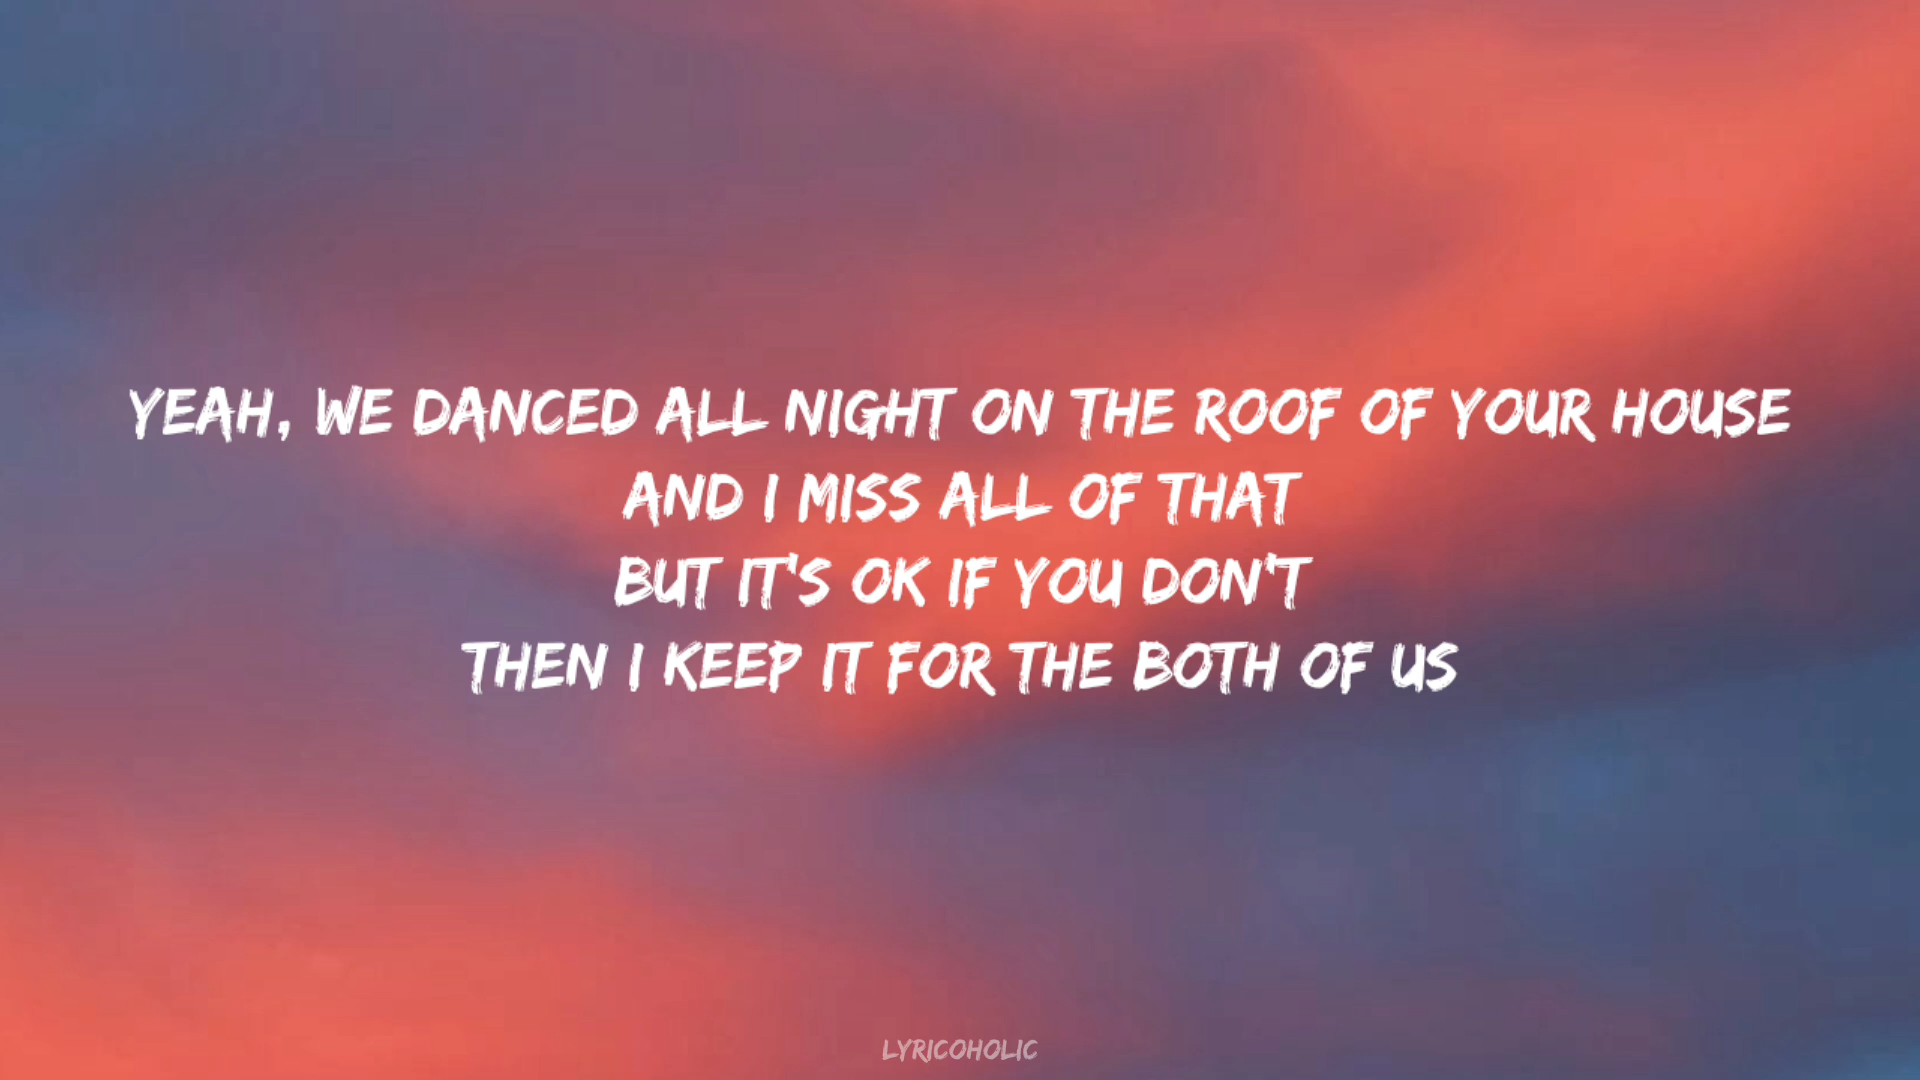 YEAH, WE DANCED ALL NIGHT ON THE ROOF OF YOUR HOUSE
AND I MISS ALL OF THAT
BUT IT'S OK IF YOU DON'T
THEN I KEEP IT FOR THE BOTH OF US
LYRICOHOLIC